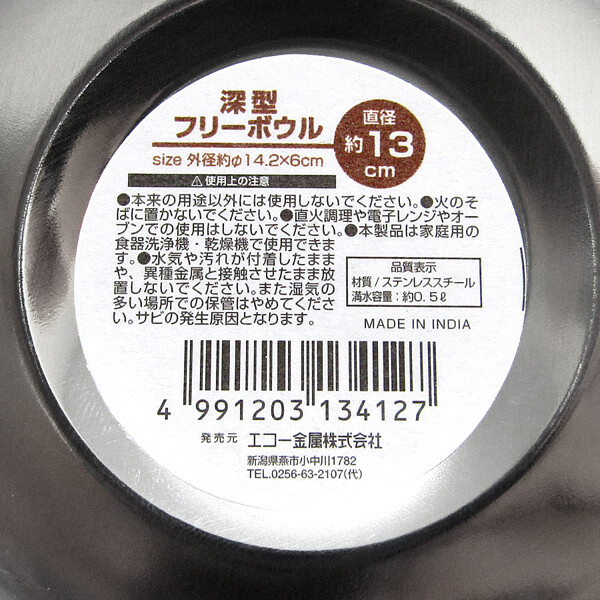 深型
フリーボウル
直径
約13
cm
size 外径約φ14.2×6cm
⚠使用上の注意
●本来の用途以外には使用しないでください。●火のそ
ばに置かないでください。●直火調理や電子レンジやオー
ブンでの使用はしないでください。●本製品は家庭用の
食器洗浄機・乾燥機で使用できま
す。●水気や汚れが付着したまま
や、異種金属と接触させたまま放
置しないでください。また湿気の
多い場所での保管はやめてくださ
い。サビの発生原因となります。
品質表示
材質/ステンレススチール
満水容量:約0.5ℓ
MADE IN INDIA
4 991203 134127
発売元 エコー金属株式会社
新潟県燕市小中川1782
TEL.0256-63-2107(代)